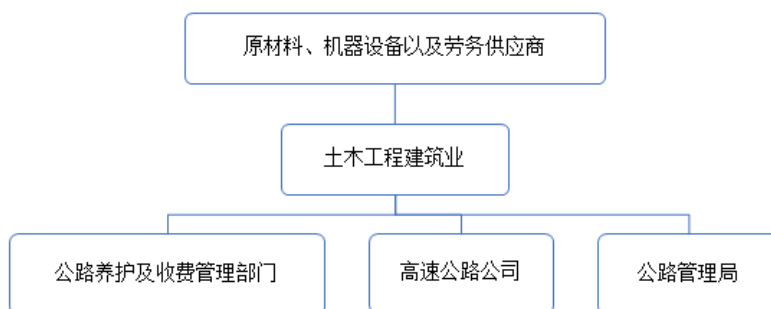 原材料、机器设备以及劳务供应商
土木工程建筑业
公路养护及收费管理部门
高速公路公司
公路管理局